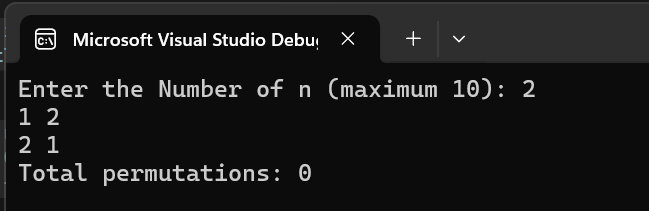 Microsoft Visual Studio Debu
Enter the Number of n (maximum 10): 2
1 2
2 1
Total permutations: 0